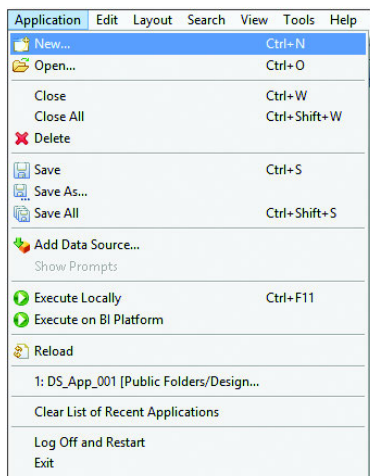 Application Edit Layout Search View Tools Help
New... Ctrl+N
Open... Ctrl+O
Close Ctrl+W
Close All Ctrl+Shift+W
Delete
Save Ctrl+S
Save As...
Save All Ctrl+Shift+S
Add Data Source...
Show Prompts
Execute Locally Ctrl+F11
Execute on BI Platform
Reload
1: DS_App_001 [Public Folders/Design...
Clear List of Recent Applications
Log Off and Restart
Exit